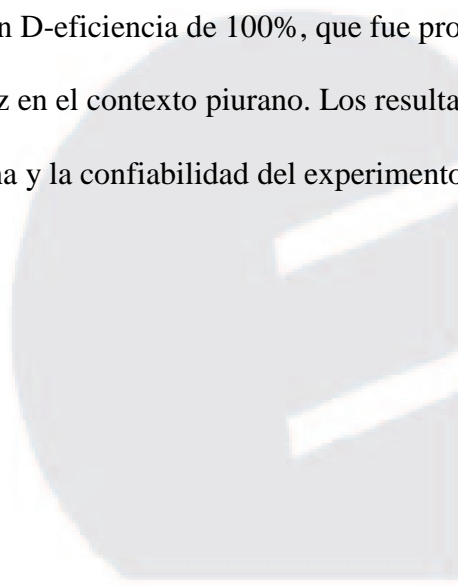 n D-eficiencia de 100%, que fue pro
z en el contexto piurano. Los resulta
na y la confiabilidad del experimento